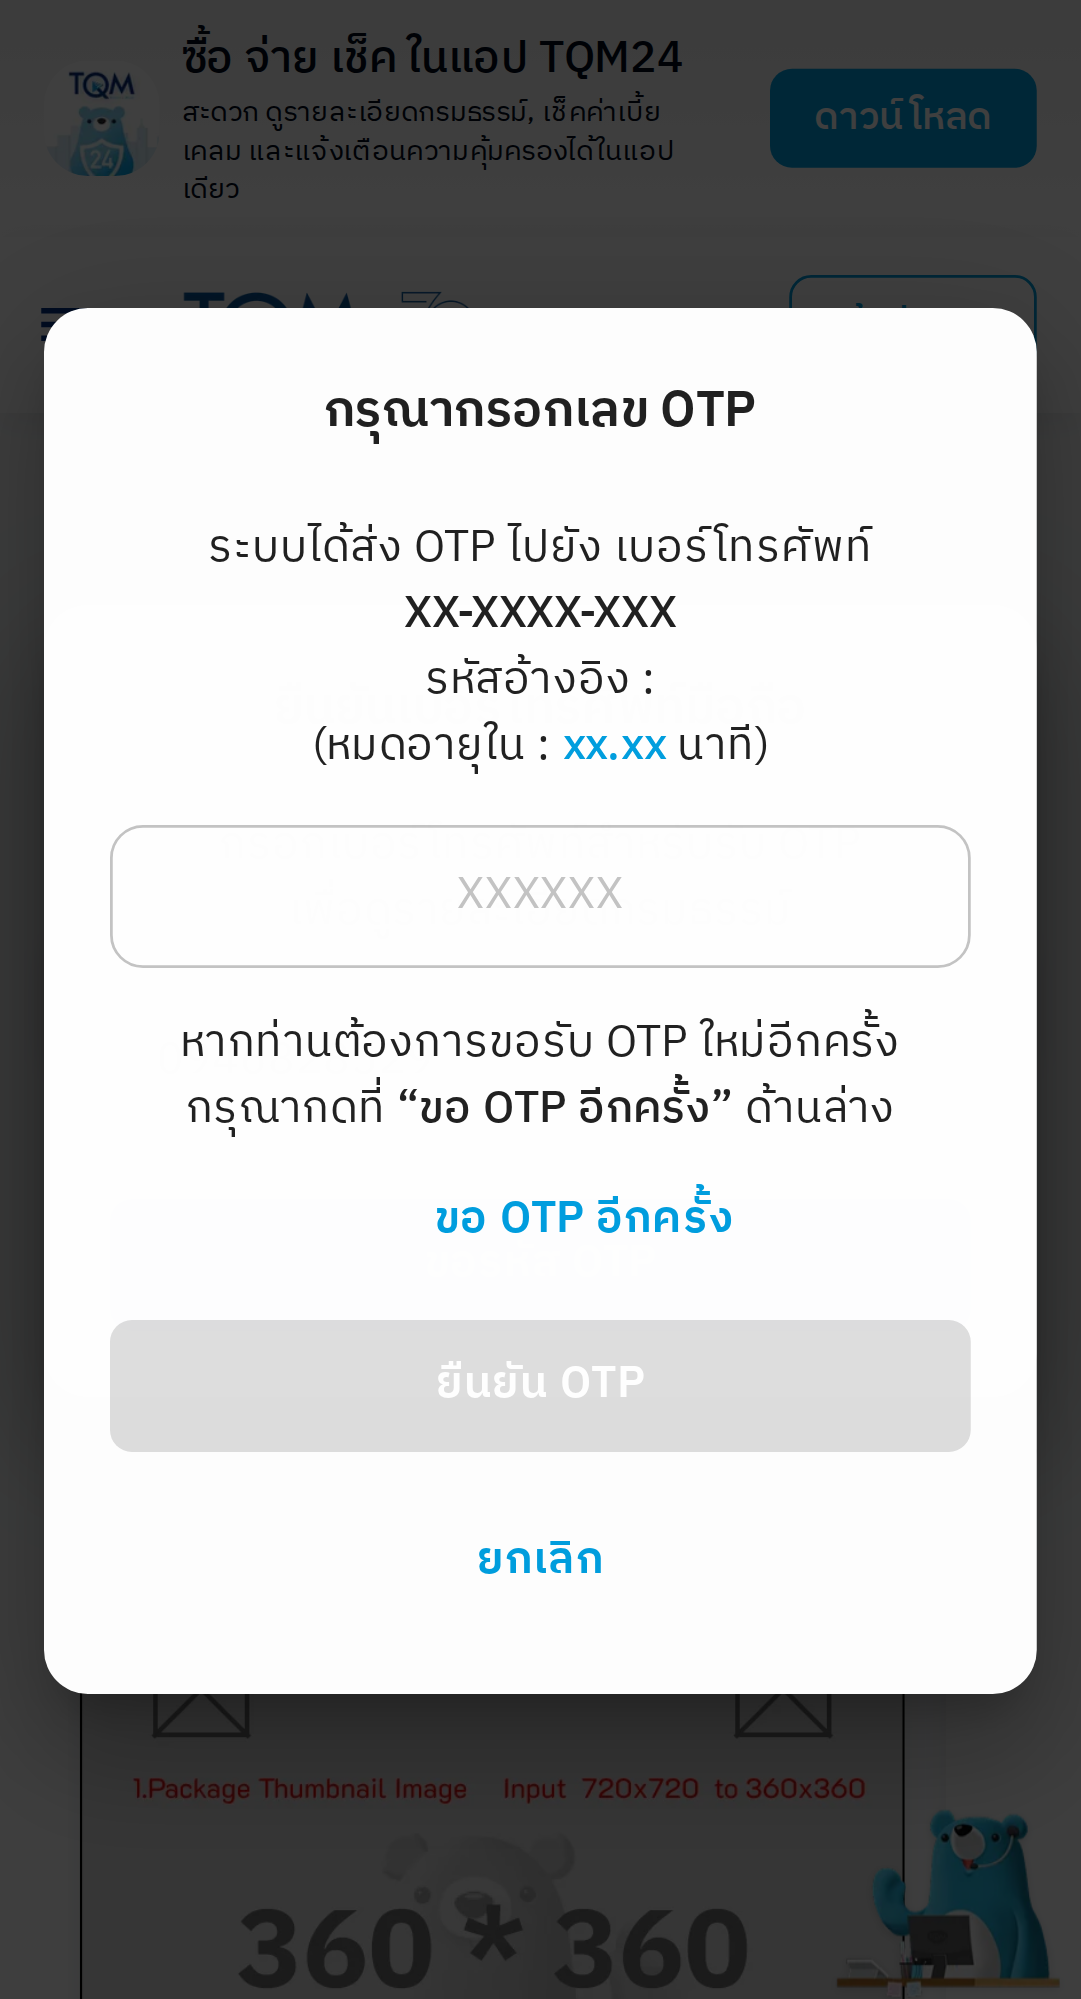 ซื้อ จ่าย เช็ค ในแอป TQM24
TQM
24
สะดวก ดูรายละเอียดกรมธรรม์, เช็คค่าเบี้ย
เคลม และแจ้งเตือนความคุ้มครองได้ในแอป
เดียว
ดาวน์โหลด
TQM
กรุณากรอกเลข OTP
ระบบได้ส่ง OTP ไปยัง เบอร์โทรศัพท์
XX-XXXX-XXX
รหัสอ้างอิง :
(หมดอายุใน : xx.xx นาที)
XXXXXX
หากท่านต้องการขอรับ OTP ใหม่อีกครั้ง
กรุณากดที่ “ขอ OTP อีกครั้ง” ด้านล่าง
ขอ OTP อีกครั้ง
ยืนยัน OTP
ยกเลิก
1.Package Thumbnail Image Input 720x720 to 360x360
360 * 360